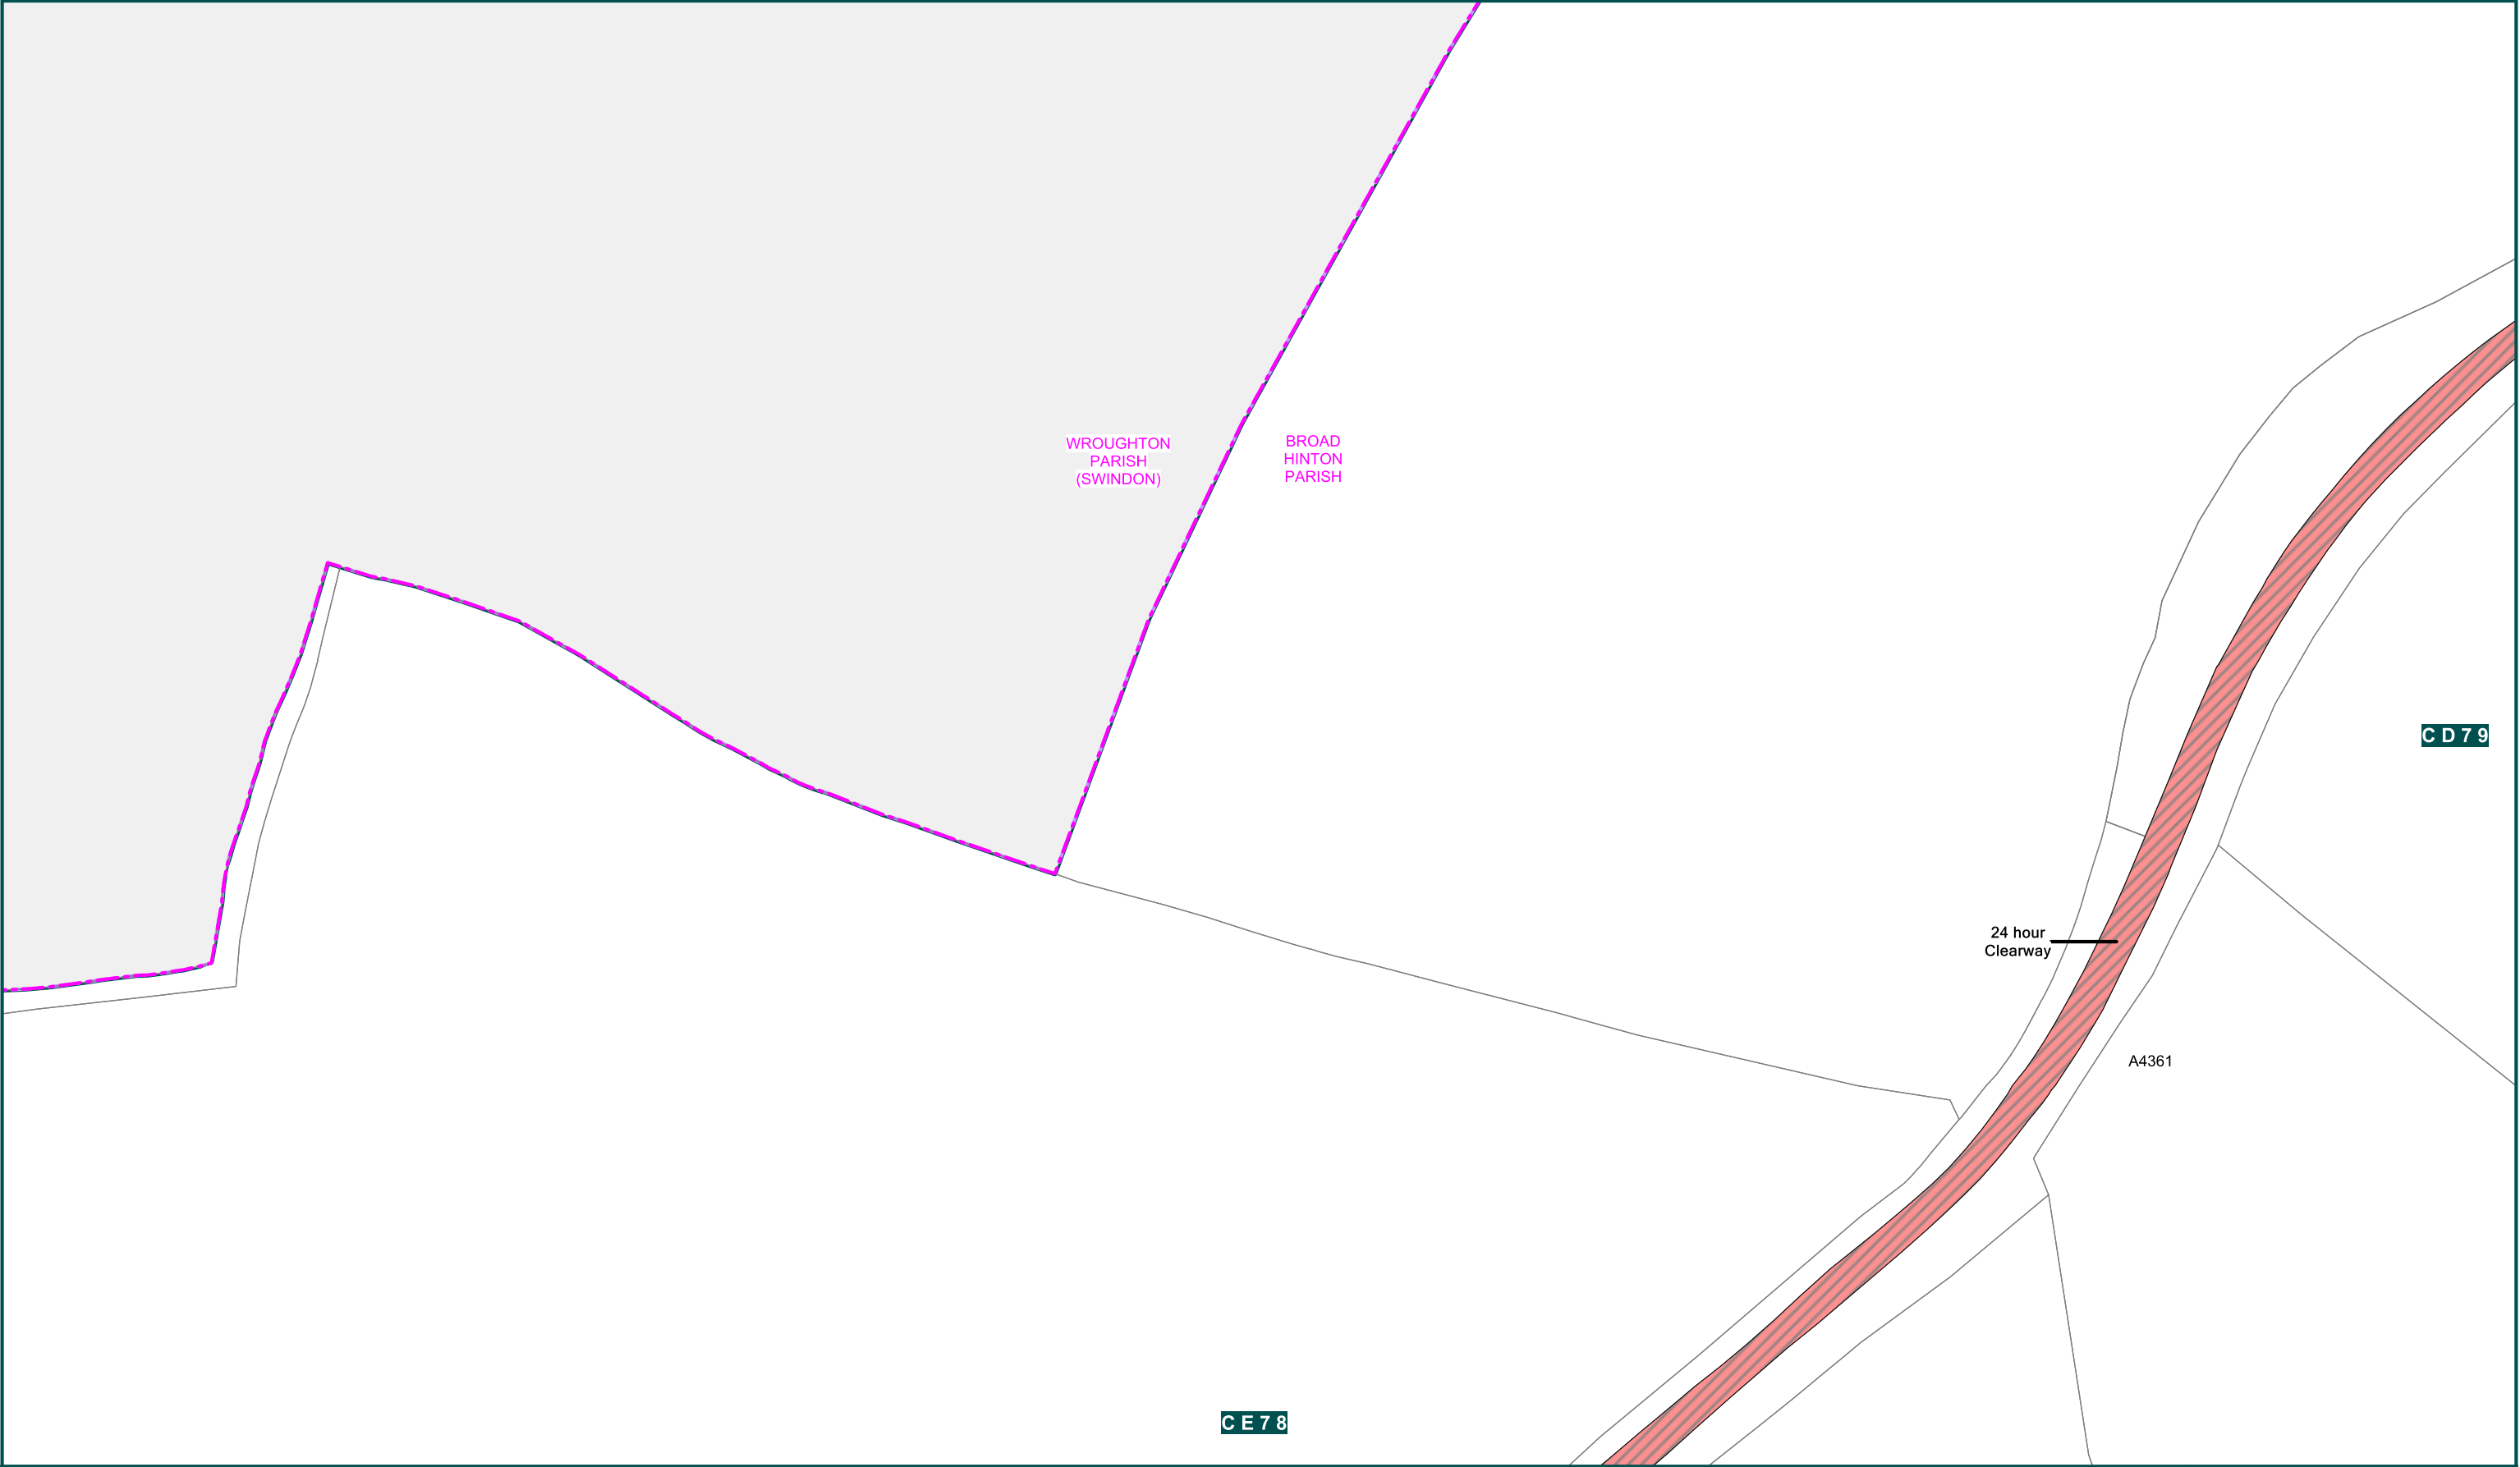 WROUGHTON
PARISH
(SWINDON)
BROAD
HINTON
PARISH
CD79
24 hour
Clearway
A4361
CE78